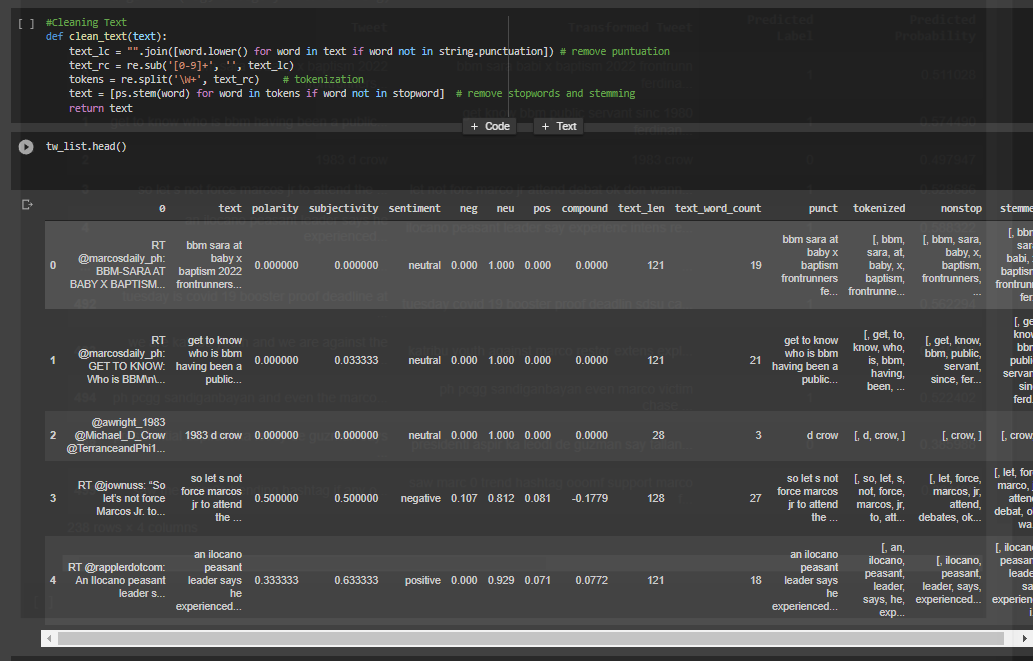 [ ] #Cleaning Text
def clean_text(text):
text_lc = "".join([word.lower() for word in text if word not in string.punctuation]) # remove puntuation
text_rc = re.sub('[0-9]+', '', text_lc)
tokens = re.split('\W+', text_rc)    # tokenization
text = [ps.stem(word) for word in tokens if word not in stopword]  # remove stopwords and stemming
return text
+ Code + Text
tw_list.head()
0 text polarity subjectivity sentiment neg neu pos compound text_len text_word_count punct tokenized nonstop stemme
0 RT @marcosdaily_ph: BBM-SARA AT BABY X BAPTISM... bbm sara at baby x baptism 2022 frontrunners... 0.000000 0.000000 neutral 0.000 1.000 0.000 0.0000 121 19 bbm sara at baby x baptism frontrunners fe... [, bbm, sara, at, baby, x, baptism, frontrunne... [, bbm, sara, baby, x, baptism, frontrunners, ... [, bbm sara babi, baptism frontrun fer
1 RT @marcosdaily_ph: GET TO KNOW: Who is BBM\n\... get to know who is bbm having been a public... 0.000000 0.033333 neutral 0.000 1.000 0.000 0.0000 121 21 get to know who is bbm having been a public... [, get, to, know, who, is, bbm, having, been, ... [, get, know, bbm, public, servant, since, fer... [, ge know bbm publi servan sin ferd.
2 @awright_1983 @Michael_D_Crow @TerranceandPhi1... 1983 d crow 0.000000 0.000000 neutral 0.000 1.000 0.000 0.0000 28 3 d crow [, d, crow, ] [, crow, ] [, crow
3 RT @jownuss: “So let's not force Marcos Jr. to... so let s not force marcos jr to attend the ... 0.500000 0.500000 negative 0.107 0.812 0.081 -0.1779 128 27 so let s not force marcos jr to attend the ... [, so, let, s, not, force, marcos, jr, to, att... [, let, force, marcos, jr, attend, debates, ok... [, let, for marco, j atten debat, o wa.
4 RT @rapplerdotcom: An Ilocano peasant leader s... an ilocano peasant leader says he experienced... 0.333333 0.633333 positive 0.000 0.929 0.071 0.0772 121 18 an ilocano peasant leader says he experienced... [, an, ilocano, peasant, leader, says, he, exp... [, ilocano, peasant, leader, says, experienced... [, ilocan peasar leade sa experien